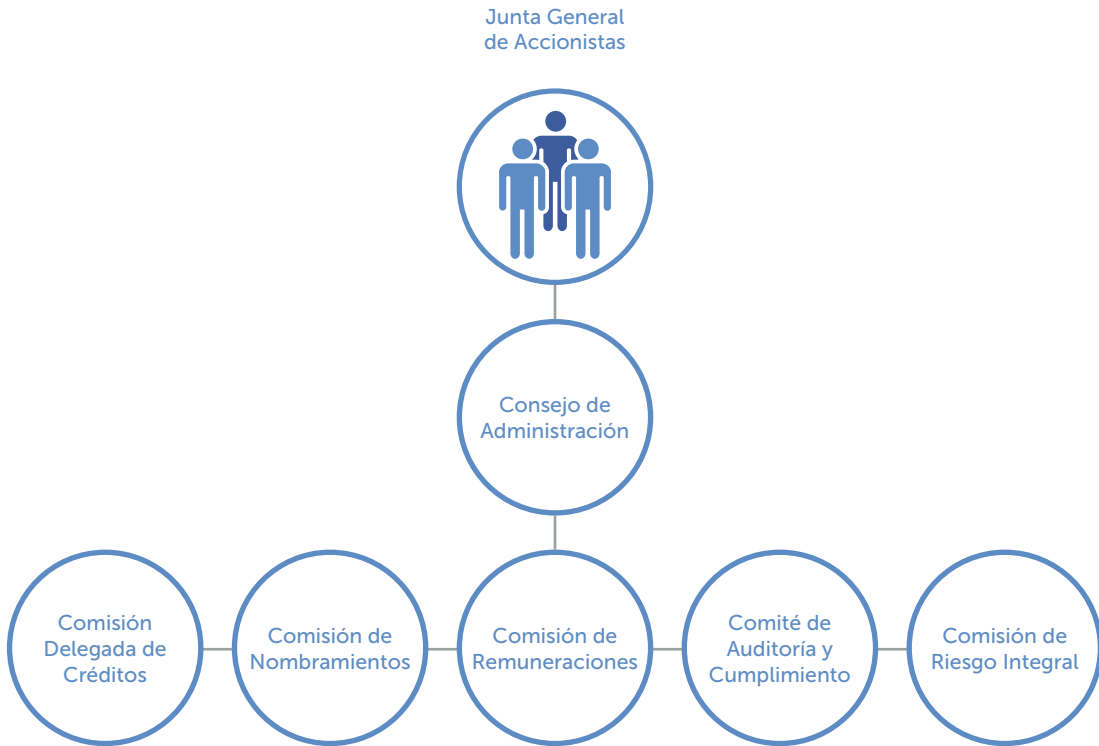 Junta General
de Accionistas
Consejo de
Administración
Comisión
Delegada de
Créditos
Comisión de
Nombramientos
Comisión de
Remuneraciones
Comité de
Auditoría y
Cumplimiento
Comisión de
Riesgo Integral